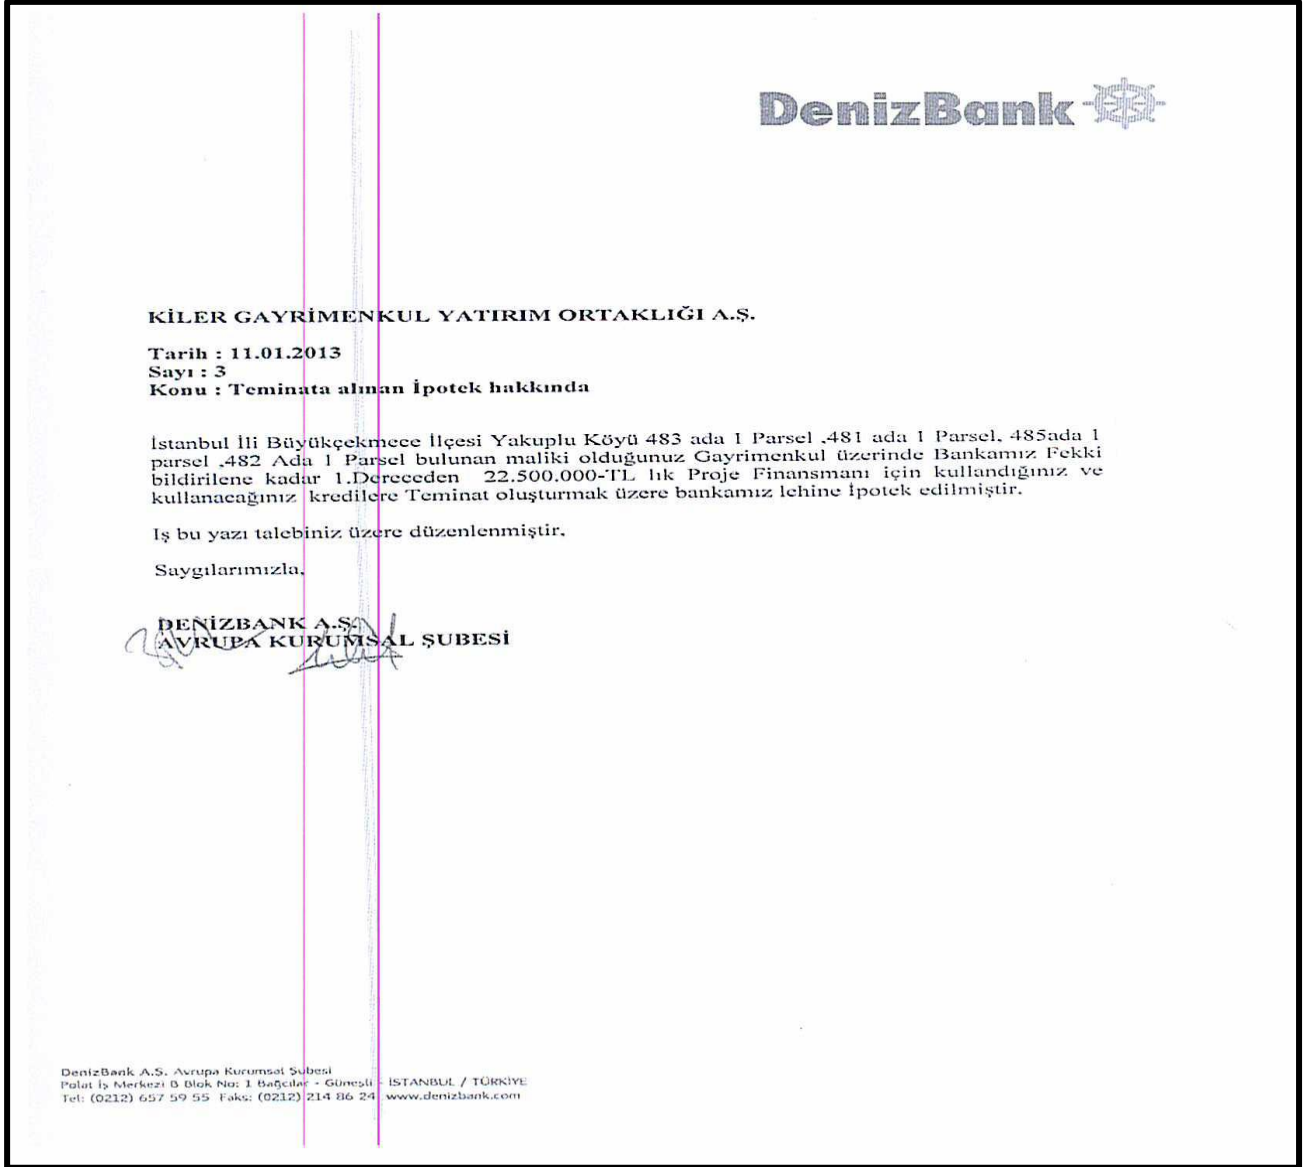 DenizBank
KİLER GAYRİMENKUL YATIRIM ORTAKLIĞI A.Ş.
Tarih : 11.01.2013
Sayı : 3
Konu : Teminata alınan İpotek hakkında
İstanbul İli Büyükçekmece İlçesi Yakuplu Köyü 483 ada 1 Parsel ,481 ada 1 Parsel, 485ada 1
parsel ,482 Ada 1 Parsel bulunan maliki olduğunuz Gayrimenkul üzerinde Bankamız Fekki
bildirilene kadar 1.Dereceden 22.500.000-TL lık Proje Finansmanı için kullandığınız ve
kullanacağınız kredilere Teminat oluşturmak üzere bankamız lehine İpotek edilmiştir.
Iş bu yazı talebiniz üzere düzenlenmiştir.
Saygılarımızla,
DENİZBANK A.Ş.
AVRUPA KURUMSAL ŞUBESİ
DenizBank A.Ş. Avrupa Kurumsal Şubesi
Polat İş Merkezi B Blok No: 1 Bağcılar - Güneşli - İSTANBUL / TÜRKİYE
Tel: (0212) 657 59 55 Faks: (0212) 214 86 24 www.denizbank.com